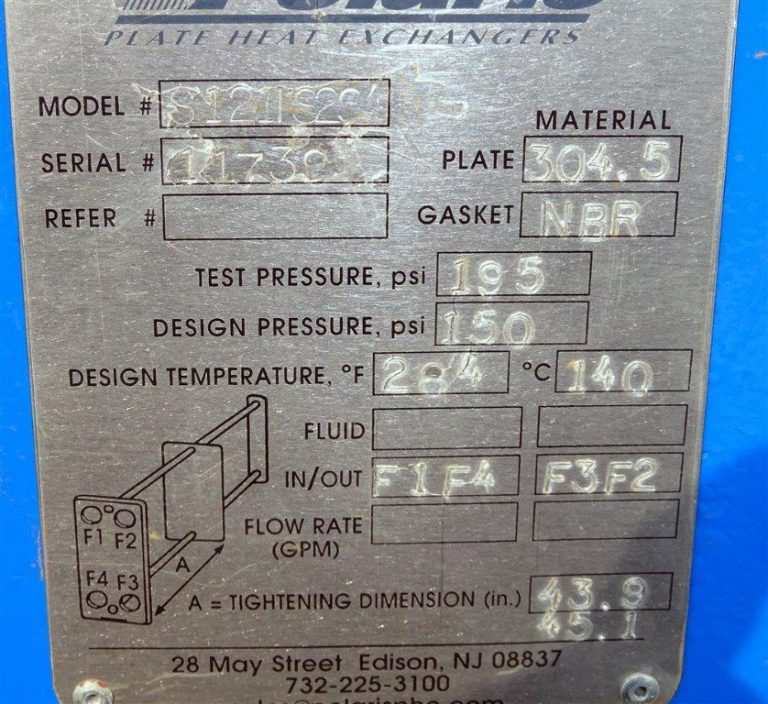 Polaris
PLATE HEAT EXCHANGERS
MODEL #
MATERIAL
SERIAL #
PLATE 304.5
REFER #
GASKET NBR
TEST PRESSURE, psi 195
DESIGN PRESSURE, psi 150
DESIGN TEMPERATURE, °F 284 °C 140
FLUID
IN/OUT F1F4 F3F2
FLOW RATE
(GPM)
F1 F2
F4 F3
A
A = TIGHTENING DIMENSION (in.) 43.8
45.1
28 May Street Edison, NJ 08837
732-225-3100